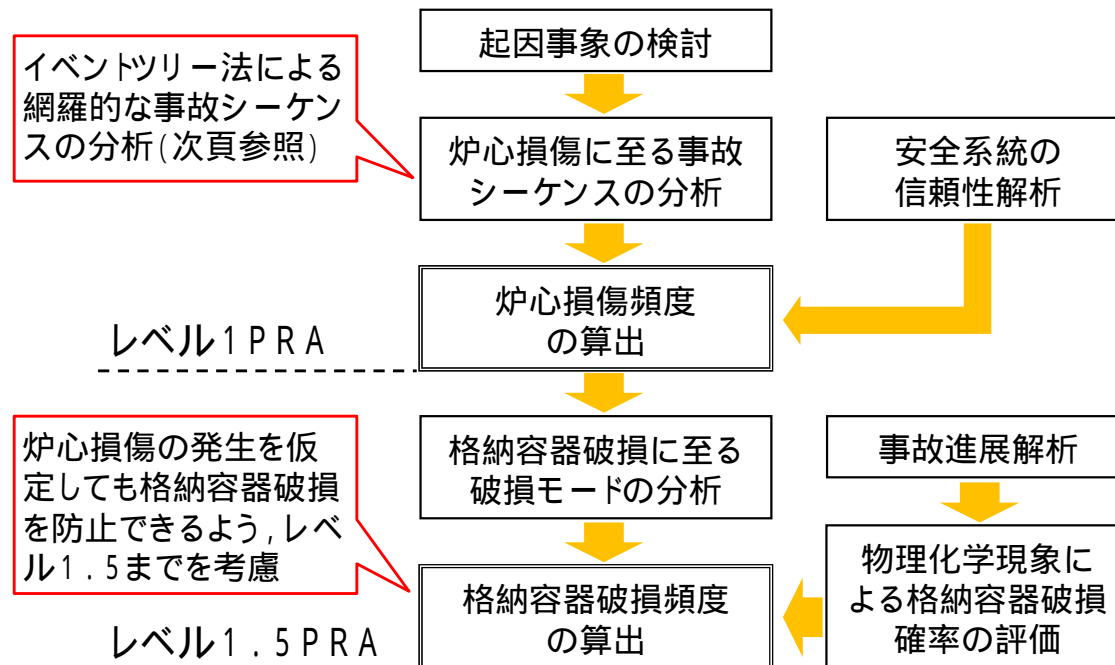 起因事象の検討
イベントツリー法による
網羅的な事故シーケン
スの分析(次頁参照)
炉心損傷に至る事故
シーケンスの分析
安全系統の
信頼性解析
炉心損傷頻度
の算出
レベル1PRA
炉心損傷の発生を仮
定しても格納容器破損
を防止できるよう,レベ
ル1.5までを考慮
格納容器破損に至る
破損モードの分析
事故進展解析
物理化学現象に
よる格納容器破損
確率の評価
格納容器破損頻度
の算出
レベル1.5PRA